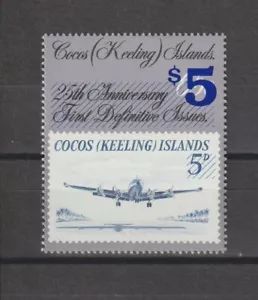 Cocos (Keeling) Islands.
$5
25th Anniversary
First Definitive Issues.
COCOS (KEELING) ISLANDS
5D